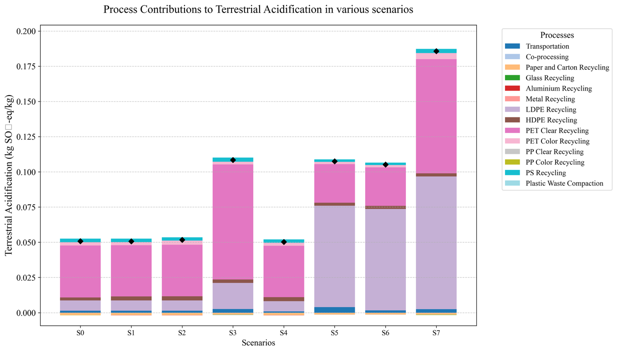 Process Contributions to Terrestrial Acidification in various scenarios
Terrestrial Acidification (kg SO□-eq/kg)
0.200
0.175
0.150
0.125
0.100
0.075
0.050
0.025
0.000
S0 S1 S2 S3 S4 S5 S6 S7
Scenarios
Processes
Transportation
Co-processing
Paper and Carton Recycling
Glass Recycling
Aluminium Recycling
Metal Recycling
LDPE Recycling
HDPE Recycling
PET Clear Recycling
PET Color Recycling
PP Clear Recycling
PP Color Recycling
PS Recycling
Plastic Waste Compaction